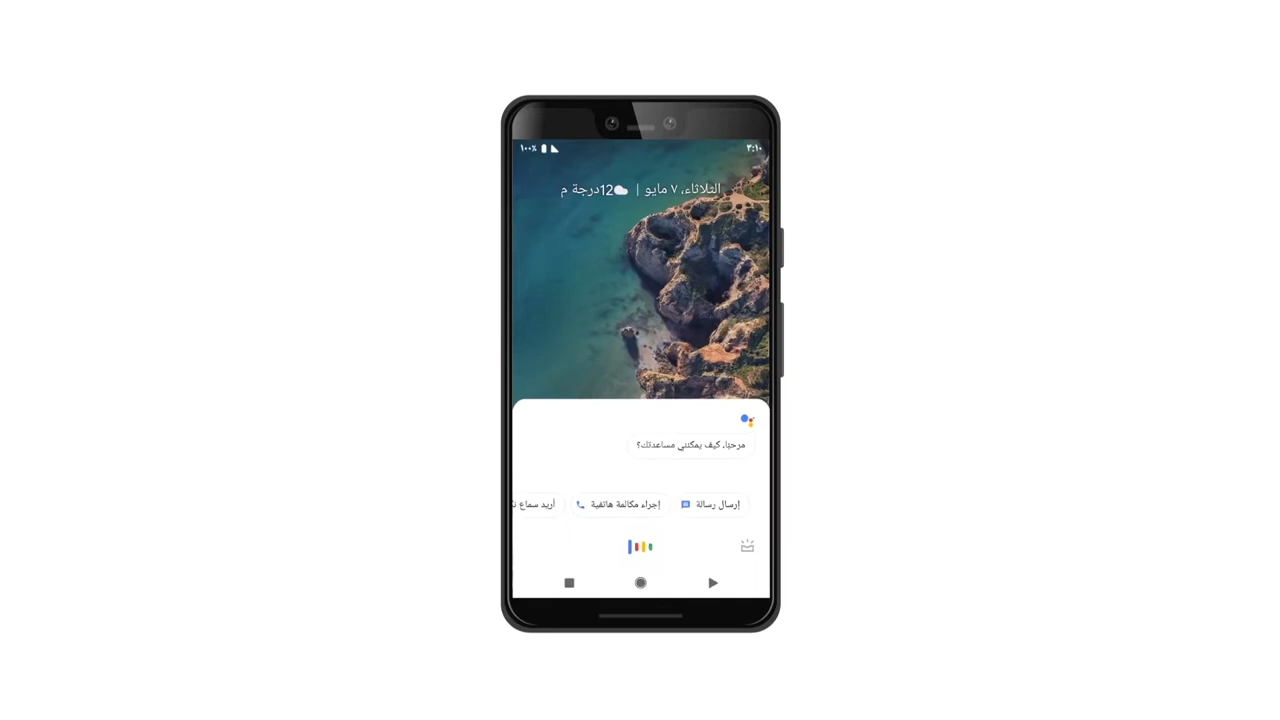 ٣:١٠ ١٠٠٪
الثلاثاء، ٧ مايو | 12درجة م
مرحبًا، كيف يمكنني مساعدتك؟
إرسال رسالة إجراء مكالمة هاتفية أريد سماع